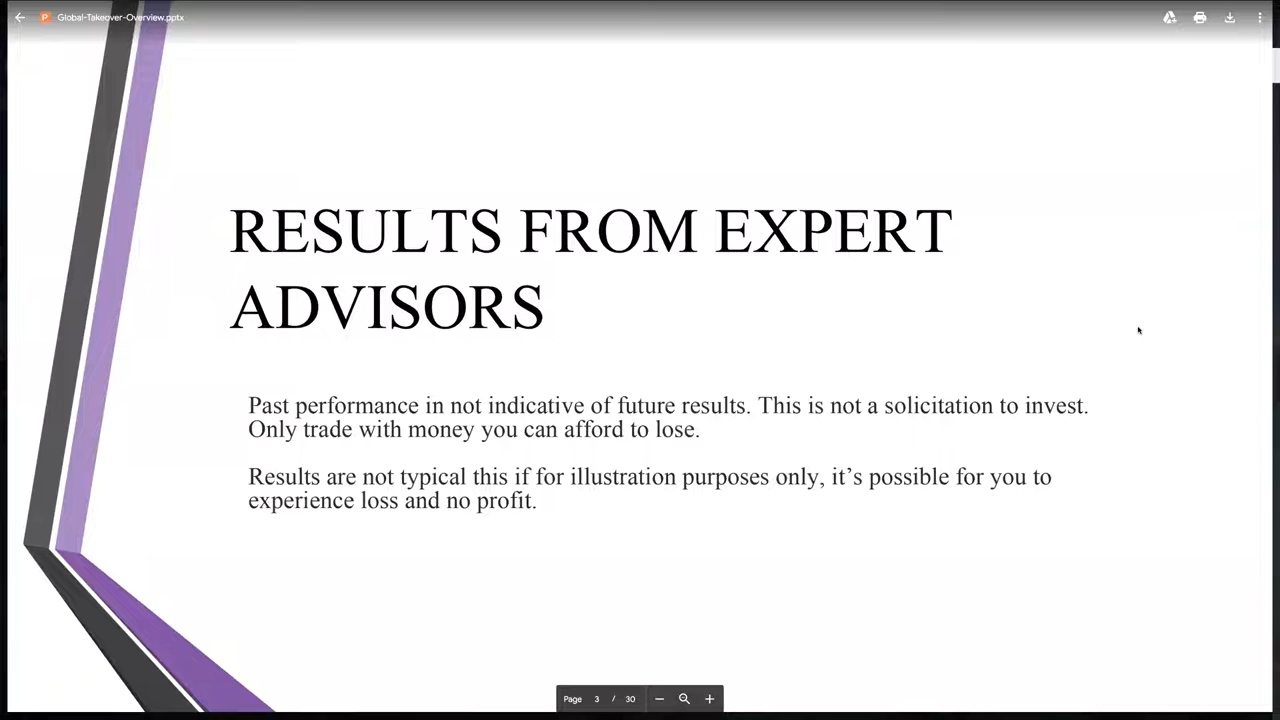 Global-Takeover-Overview.pptx
RESULTS FROM EXPERT
ADVISORS
Past performance in not indicative of future results. This is not a solicitation to invest.
Only trade with money you can afford to lose.
Results are not typical this if for illustration purposes only, it’s possible for you to
experience loss and no profit.
Page 3 / 30